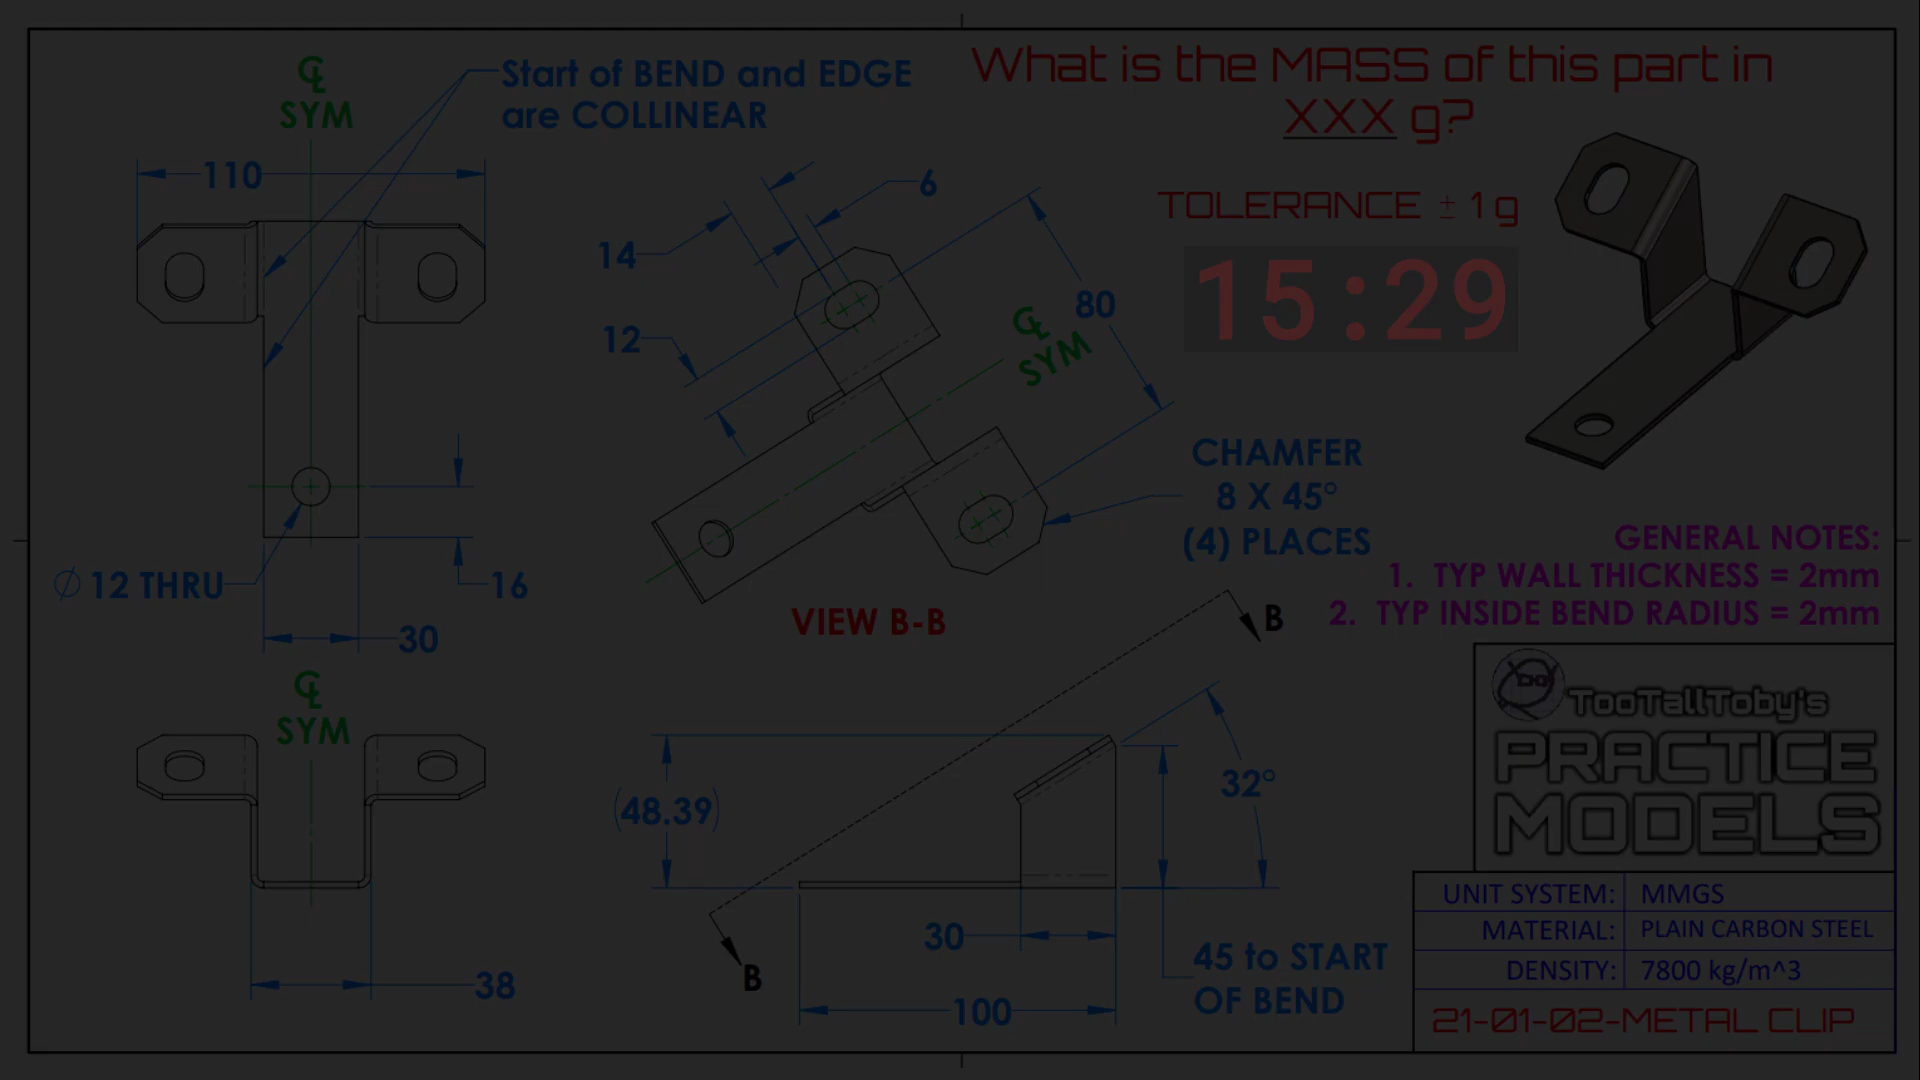 What is the MASS of this part in
XXX g?
TOLERANCE ± 1 g
15:29
℄
SYM
Start of BEND and EDGE
are COLLINEAR
110
∅ 12 THRU
16
30
14
6
12
80
℄
SYM
CHAMFER
8 X 45°
(4) PLACES
VIEW B-B
GENERAL NOTES:
1. TYP WALL THICKNESS = 2mm
2. TYP INSIDE BEND RADIUS = 2mm
℄
SYM
38
B
B
(48.39)
32°
30
100
45 to START
OF BEND
TooTallToby's
PRACTICE
MODELS
UNIT SYSTEM: MMGS
MATERIAL: PLAIN CARBON STEEL
DENSITY: 7800 kg/m^3
21-01-02-METAL CLIP